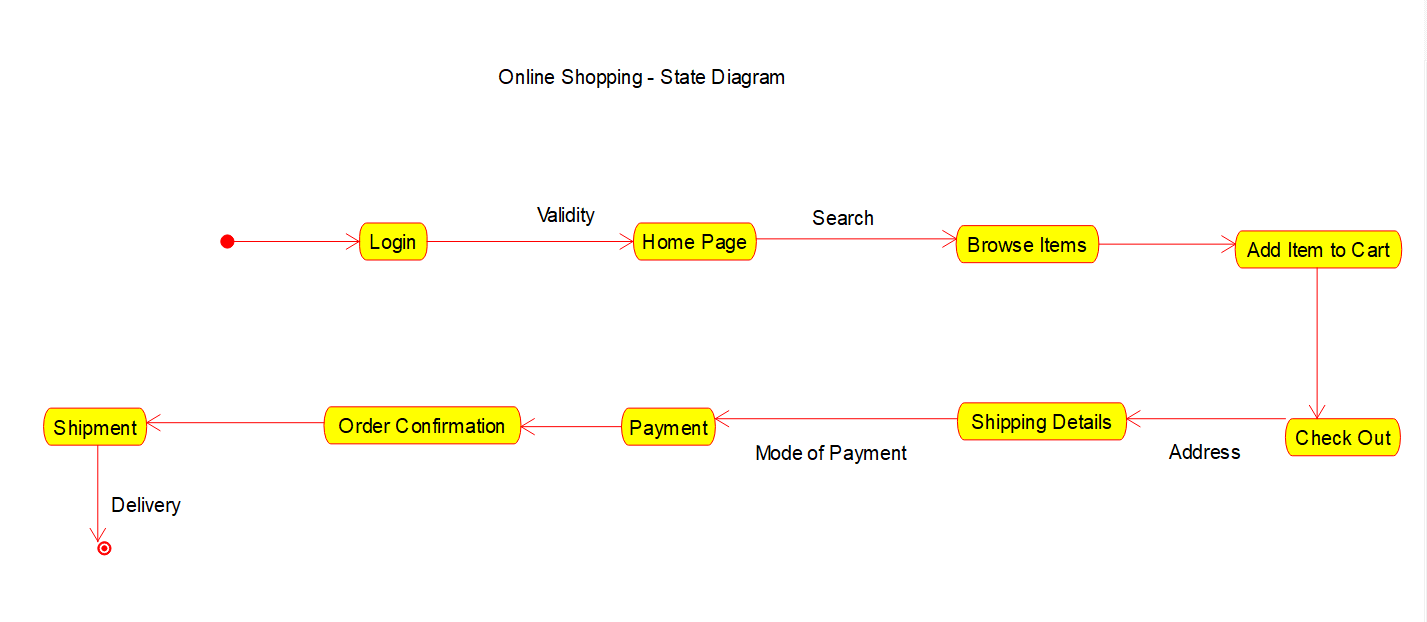 Online Shopping - State Diagram
Validity
Search
Login
Home Page
Browse Items
Add Item to Cart
Shipment
Order Confirmation
Payment
Shipping Details
Check Out
Mode of Payment
Address
Delivery